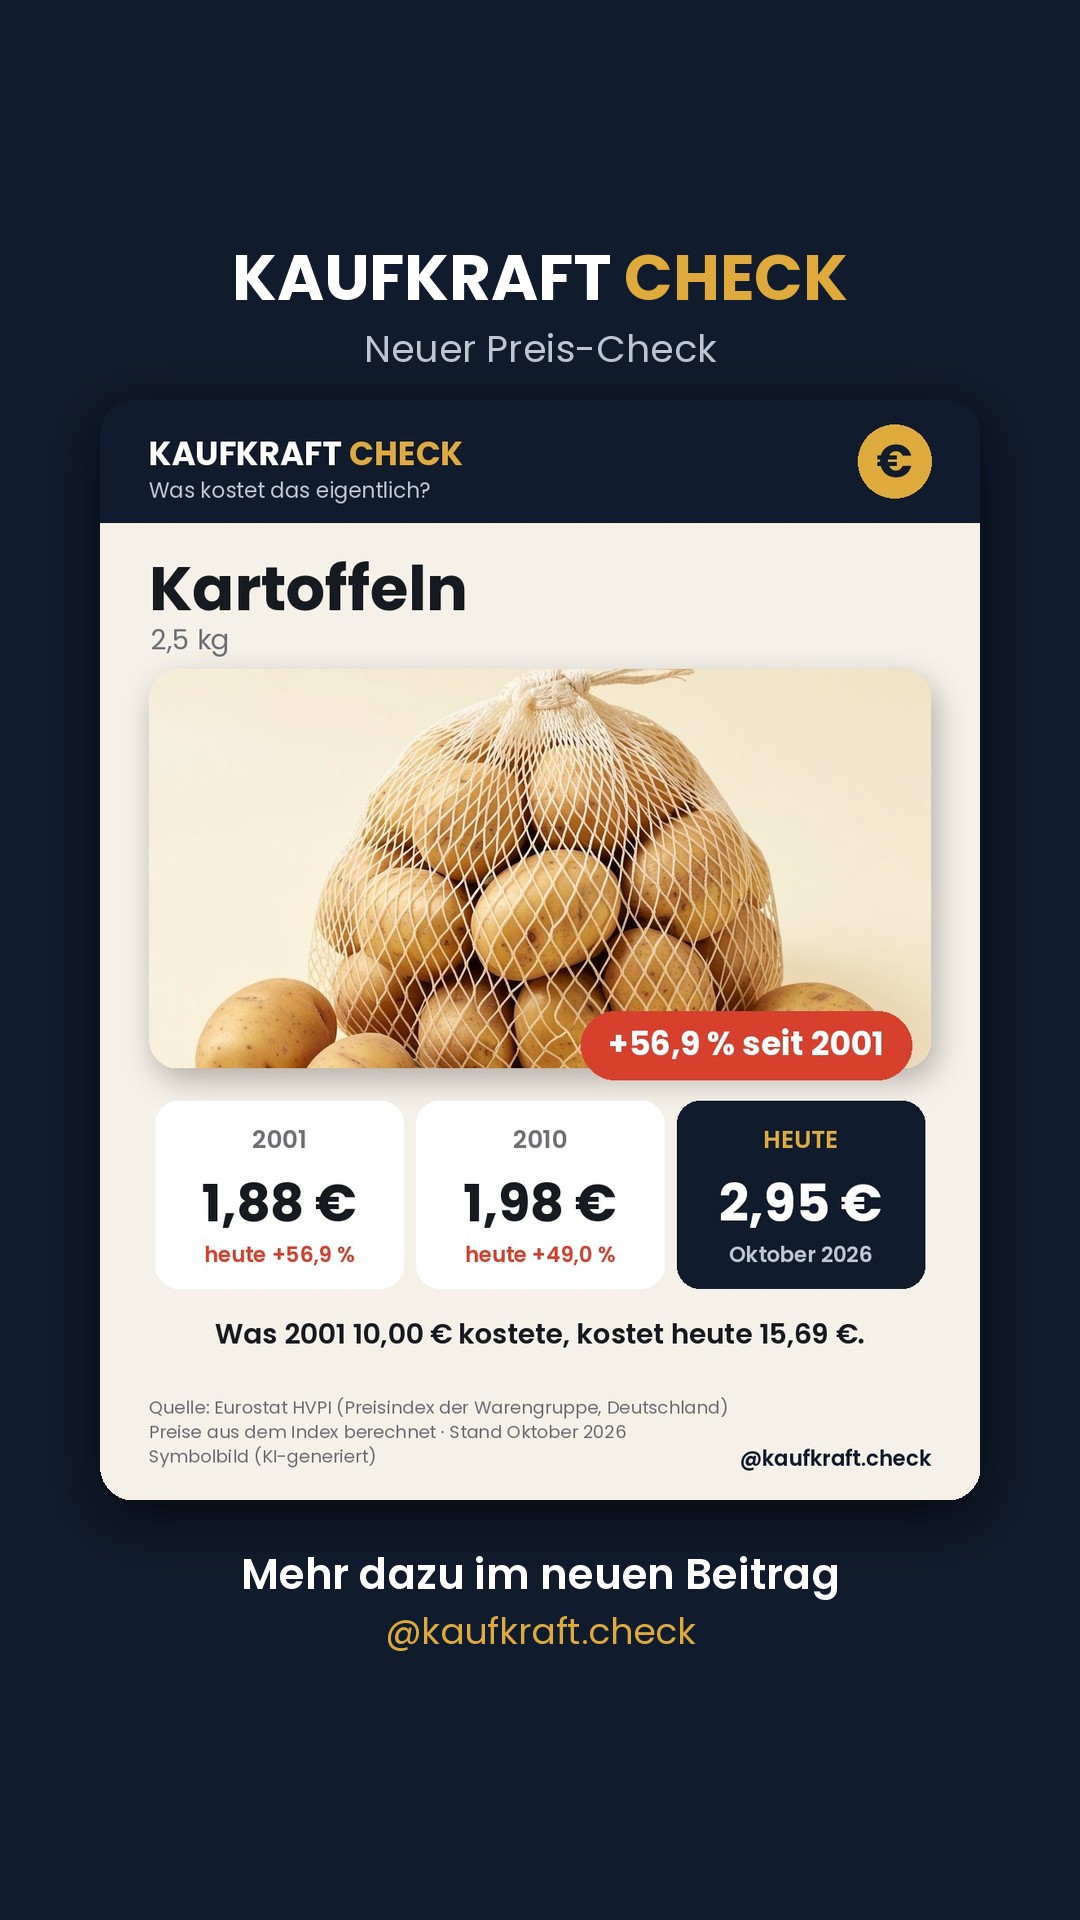 KAUFKRAFT CHECK
Neuer Preis-Check
KAUFKRAFT CHECK
Was kostet das eigentlich?
€
Kartoffeln
2,5 kg
+56,9 % seit 2001
2001
1,88 €
heute +56,9 %
2010
1,98 €
heute +49,0 %
HEUTE
2,95 €
Oktober 2026
Was 2001 10,00 € kostete, kostet heute 15,69 €.
Quelle: Eurostat HVPI (Preisindex der Warengruppe, Deutschland)
Preise aus dem Index berechnet · Stand Oktober 2026
Symbolbild (KI-generiert)
@kaufkraft.check
Mehr dazu im neuen Beitrag
@kaufkraft.check